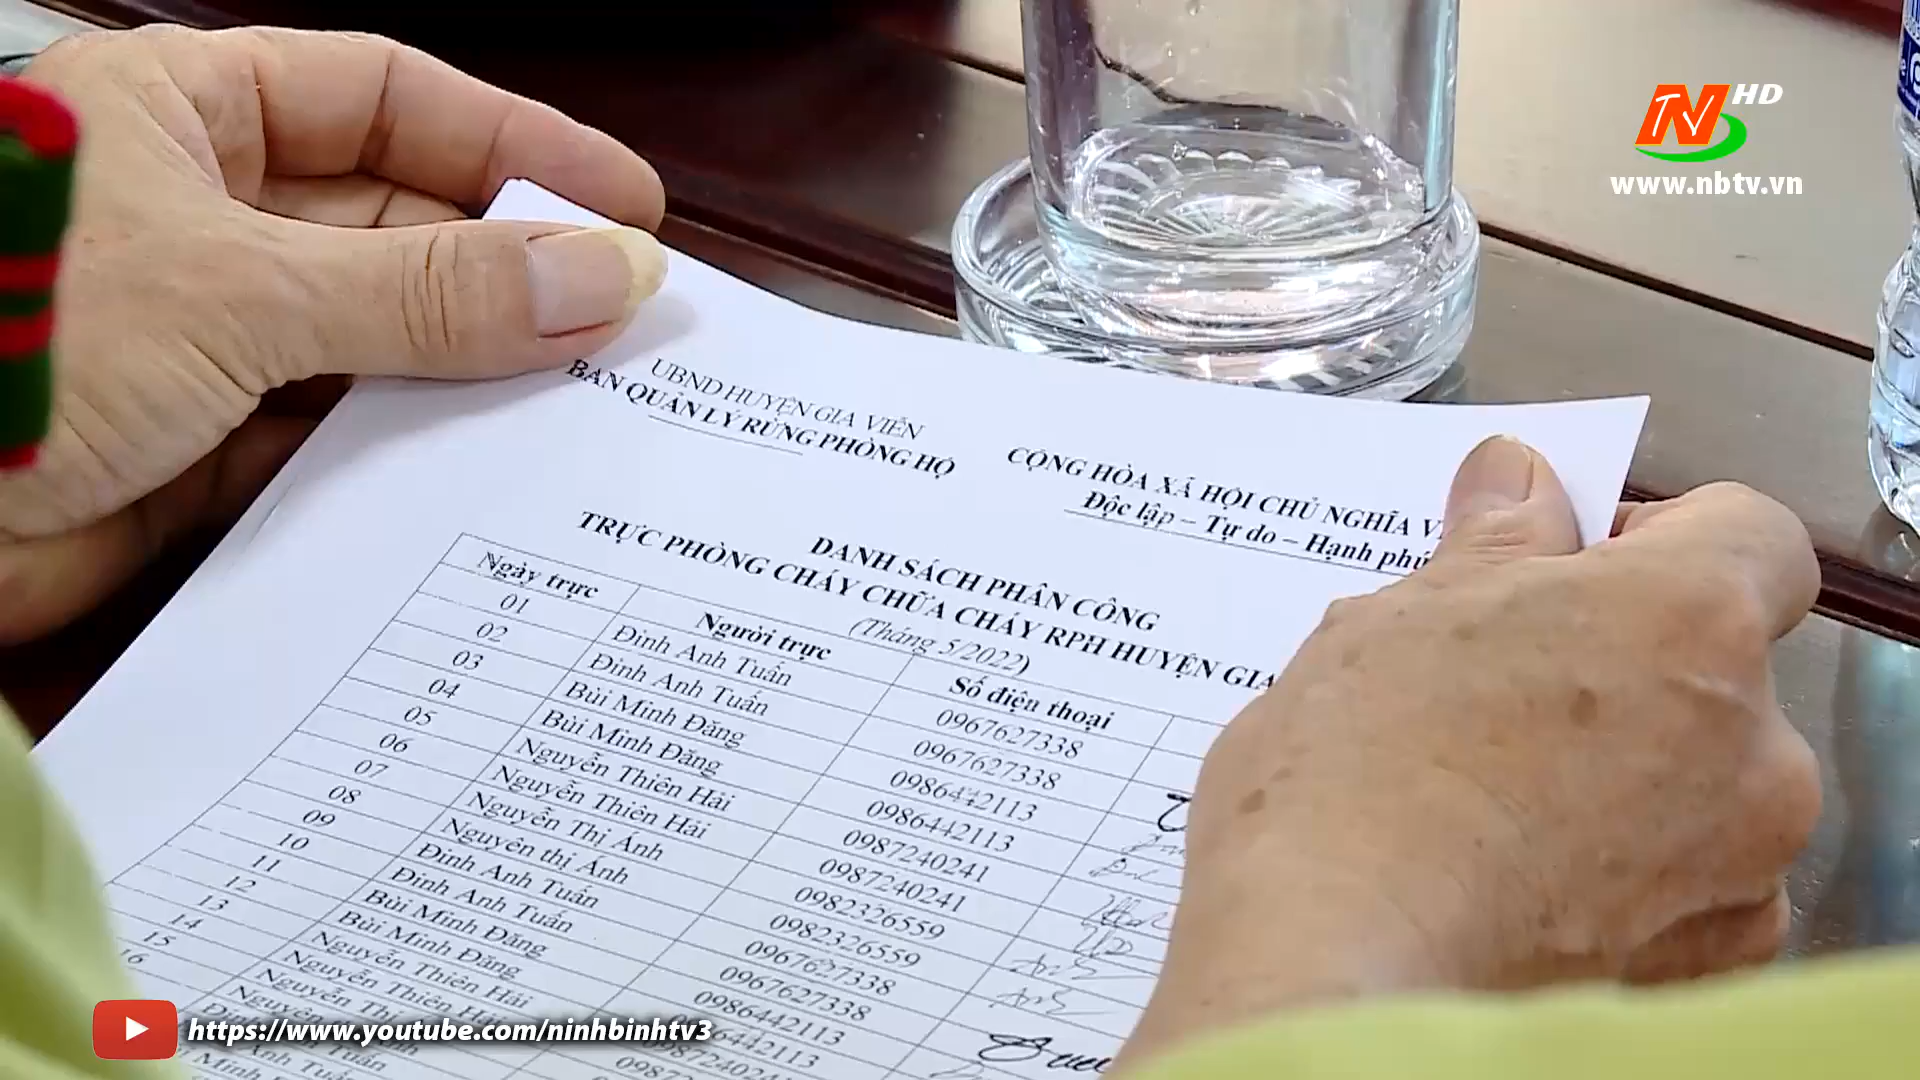 TV HD
www.nbtv.vn
UBND HUYỆN GIA VIỄN
BAN QUẢN LÝ RỪNG PHÒNG HỘ
CỘNG HÒA XÃ HỘI CHỦ NGHĨA
Độc lập – Tự do – Hạnh
DANH SÁCH PHÂN CÔNG
TRỰC PHÒNG CHÁY CHỮA CHÁY RPH HUYỆN GIA
(Tháng 5/2022)
Ngày trực Người trực Số điện thoại
01 Đinh Anh Tuấn 0967627338
02 Đinh Anh Tuấn 0967627338
03 Bùi Minh Đăng 0986442113
04 Bùi Minh Đăng 0986442113
05 Nguyễn Thiên Hải 0987240241
06 Nguyễn Thiên Hải 0987240241
07 Nguyễn Thị Ánh 0982326559
08 Nguyên thị Ánh 0982326559
09 Đinh Anh Tuấn 0967627338
10 Đinh Anh Tuấn 0967627338
11 Bùi Minh Đăng 0986442113
12 Bùi Minh Đăng
13 Nguyễn Thiên Hải
14 Nguyễn
15
16
https://www.youtube.com/ninhbinhtv3